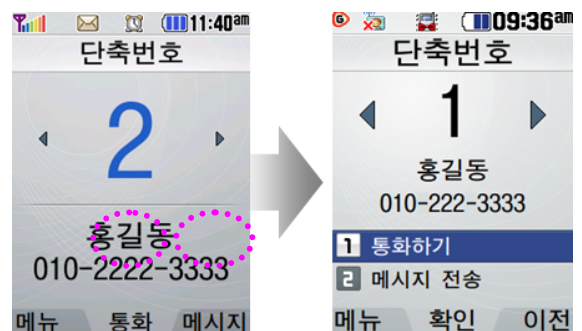 11:40am
단축번호
2
홍길동
010-2222-3333
메뉴 통화 메시지
G 09:36am
단축번호
1
홍길동
010-222-3333
1 통화하기
2 메시지 전송
메뉴 확인 이전